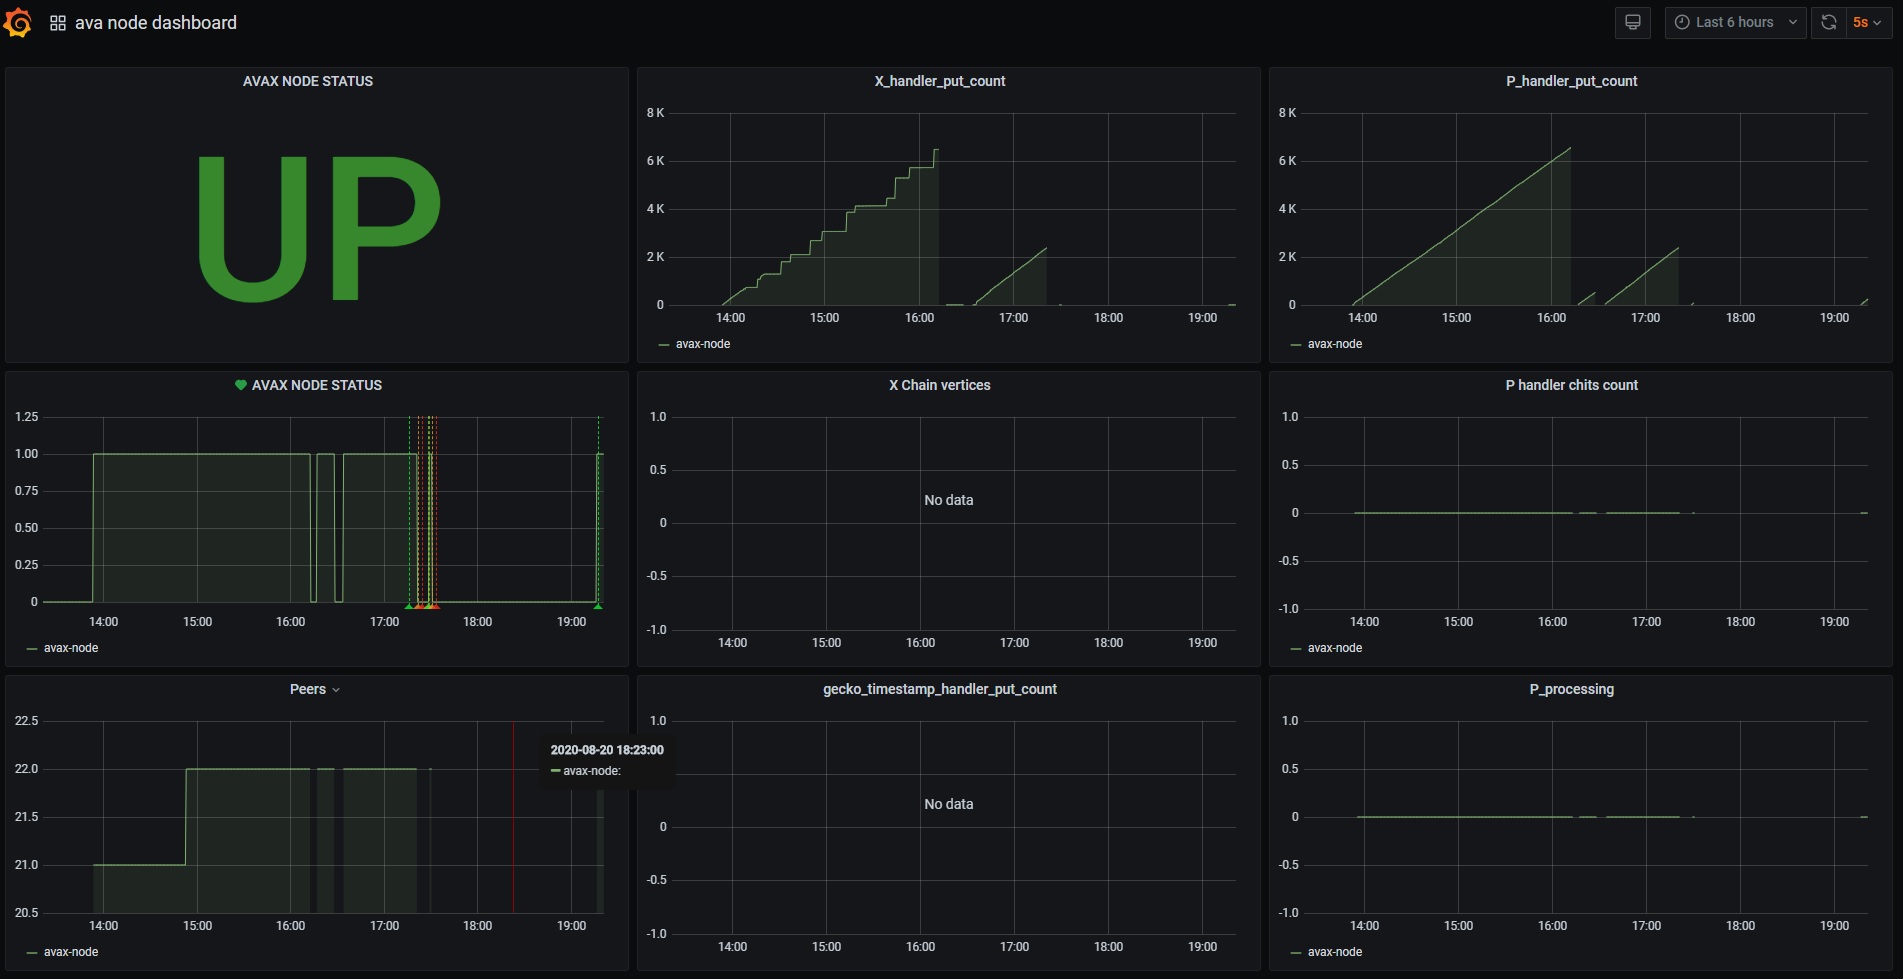 ava node dashboard
Last 6 hours
5s
AVAX NODE STATUS
UP
X_handler_put_count
8 K
6 K
4 K
2 K
0
14:00 15:00 16:00 17:00 18:00 19:00
avax-node
P_handler_put_count
8 K
6 K
4 K
2 K
0
14:00 15:00 16:00 17:00 18:00 19:00
avax-node
AVAX NODE STATUS
1.25
1.00
0.75
0.50
0.25
0
14:00 15:00 16:00 17:00 18:00 19:00
avax-node
X Chain vertices
1.0
0.5
No data
0
-0.5
-1.0
14:00 15:00 16:00 17:00 18:00 19:00
P handler chits count
1.0
0.5
0
-0.5
-1.0
14:00 15:00 16:00 17:00 18:00 19:00
avax-node
Peers
22.5
22.0
21.5
21.0
20.5
14:00 15:00 16:00 17:00 18:00 19:00
avax-node
2020-08-20 18:23:00
avax-node:
gecko_timestamp_handler_put_count
1.0
No data
0
-0.5
-1.0
14:00 15:00 16:00 17:00 18:00 19:00
P_processing
1.0
0.5
0
-0.5
-1.0
14:00 15:00 16:00 17:00 18:00 19:00
avax-node